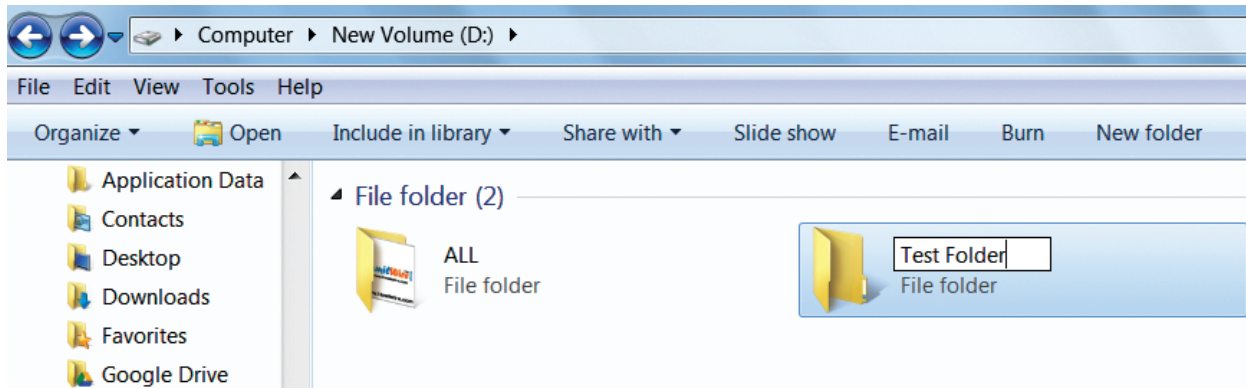 Computer New Volume (D:)
File Edit View Tools Help
Organize Open Include in library Share with Slide show E-mail Burn New folder
Application Data
Contacts
Desktop
Downloads
Favorites
Google Drive
File folder (2)
ALL
File folder
Test Folder
File folder